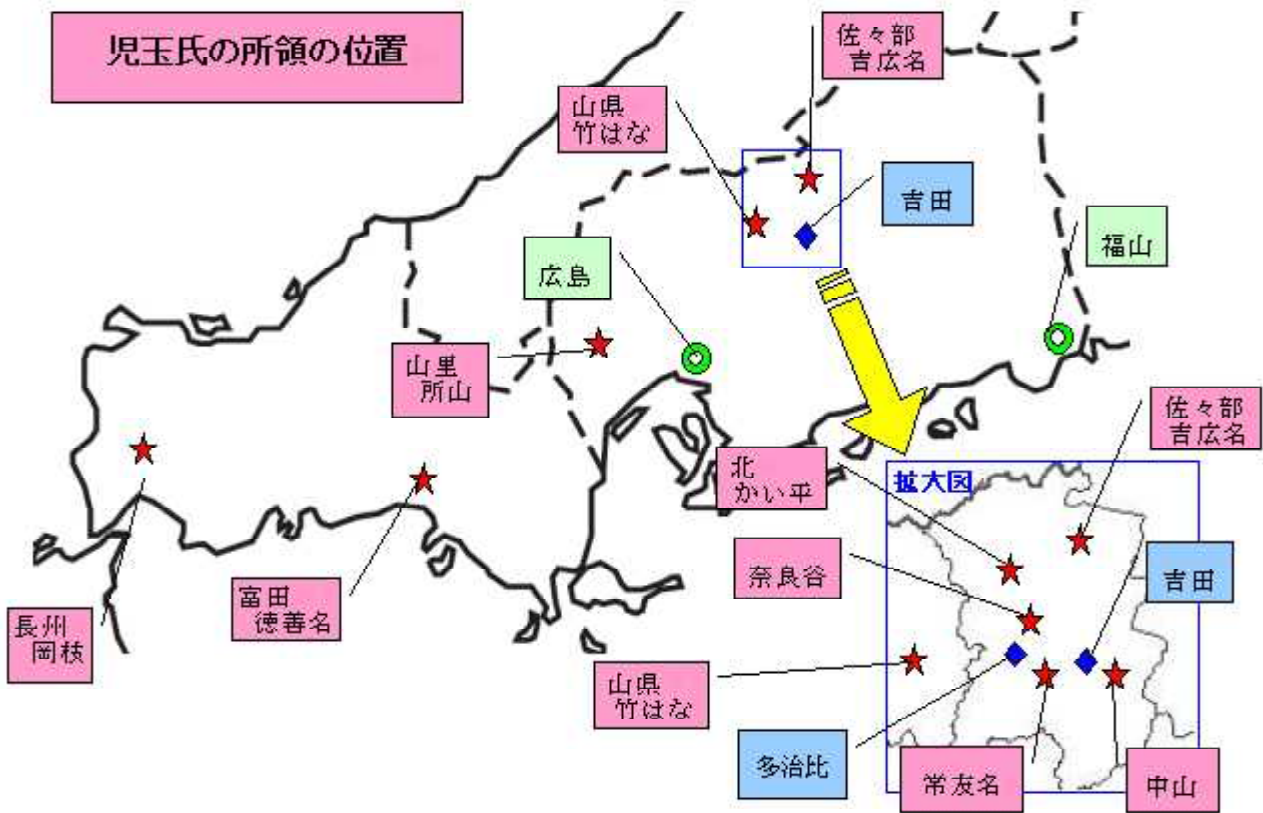 児玉氏の所領の位置
佐々部
吉広名
山県
竹はな
吉田
福山
広島
山里
所山
佐々部
吉広名
北
かい平
拡大図
奈良谷
吉田
富田
徳善名
長州
岡枝
山県
竹はな
多治比
常友名
中山